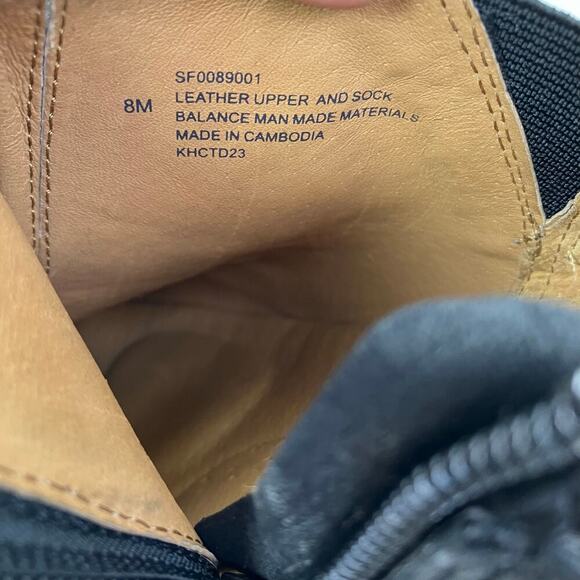 SF0089001
8M
LEATHER UPPER AND SOCK
BALANCE MAN MADE MATERIALS
MADE IN CAMBODIA
KHCTD23